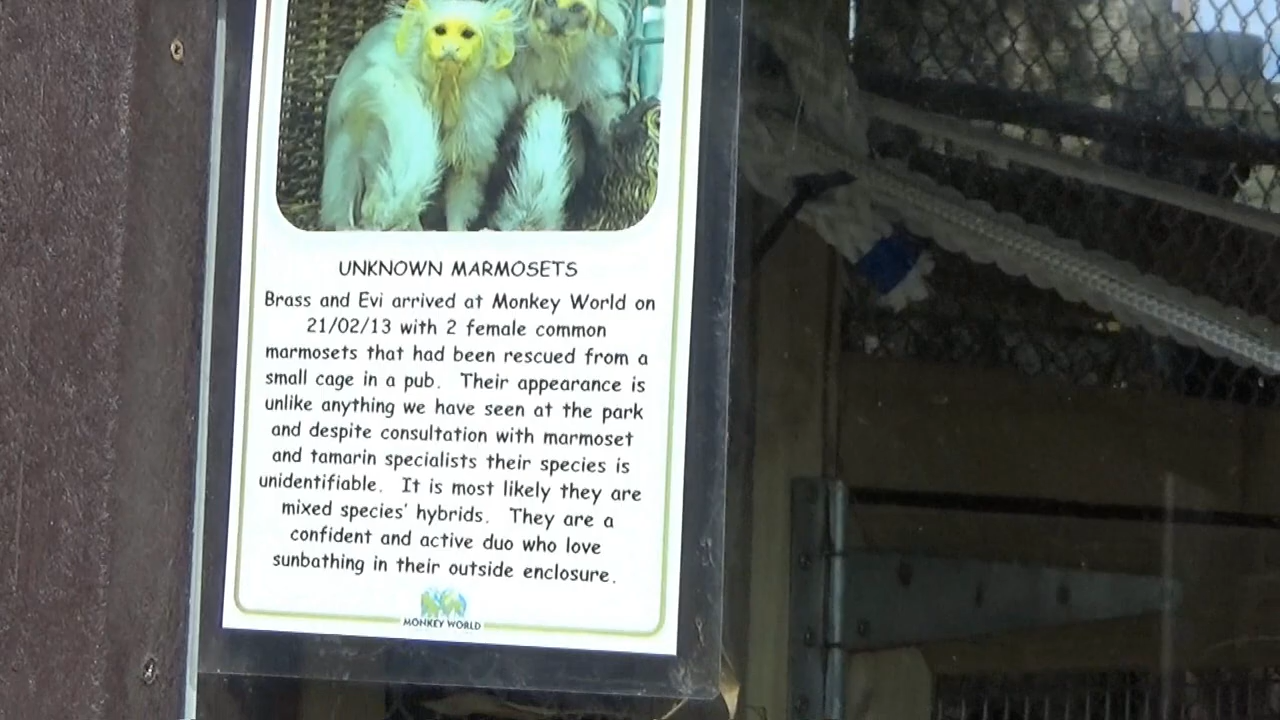 UNKNOWN MARMOSETS
Brass and Evi arrived at Monkey World on
21/02/13 with 2 female common
marmosets that had been rescued from a
small cage in a pub. Their appearance is
unlike anything we have seen at the park
and despite consultation with marmoset
and tamarin specialists their species is
unidentifiable. It is most likely they are
mixed species' hybrids. They are a
confident and active duo who love
sunbathing in their outside enclosure.
MONKEY WORLD